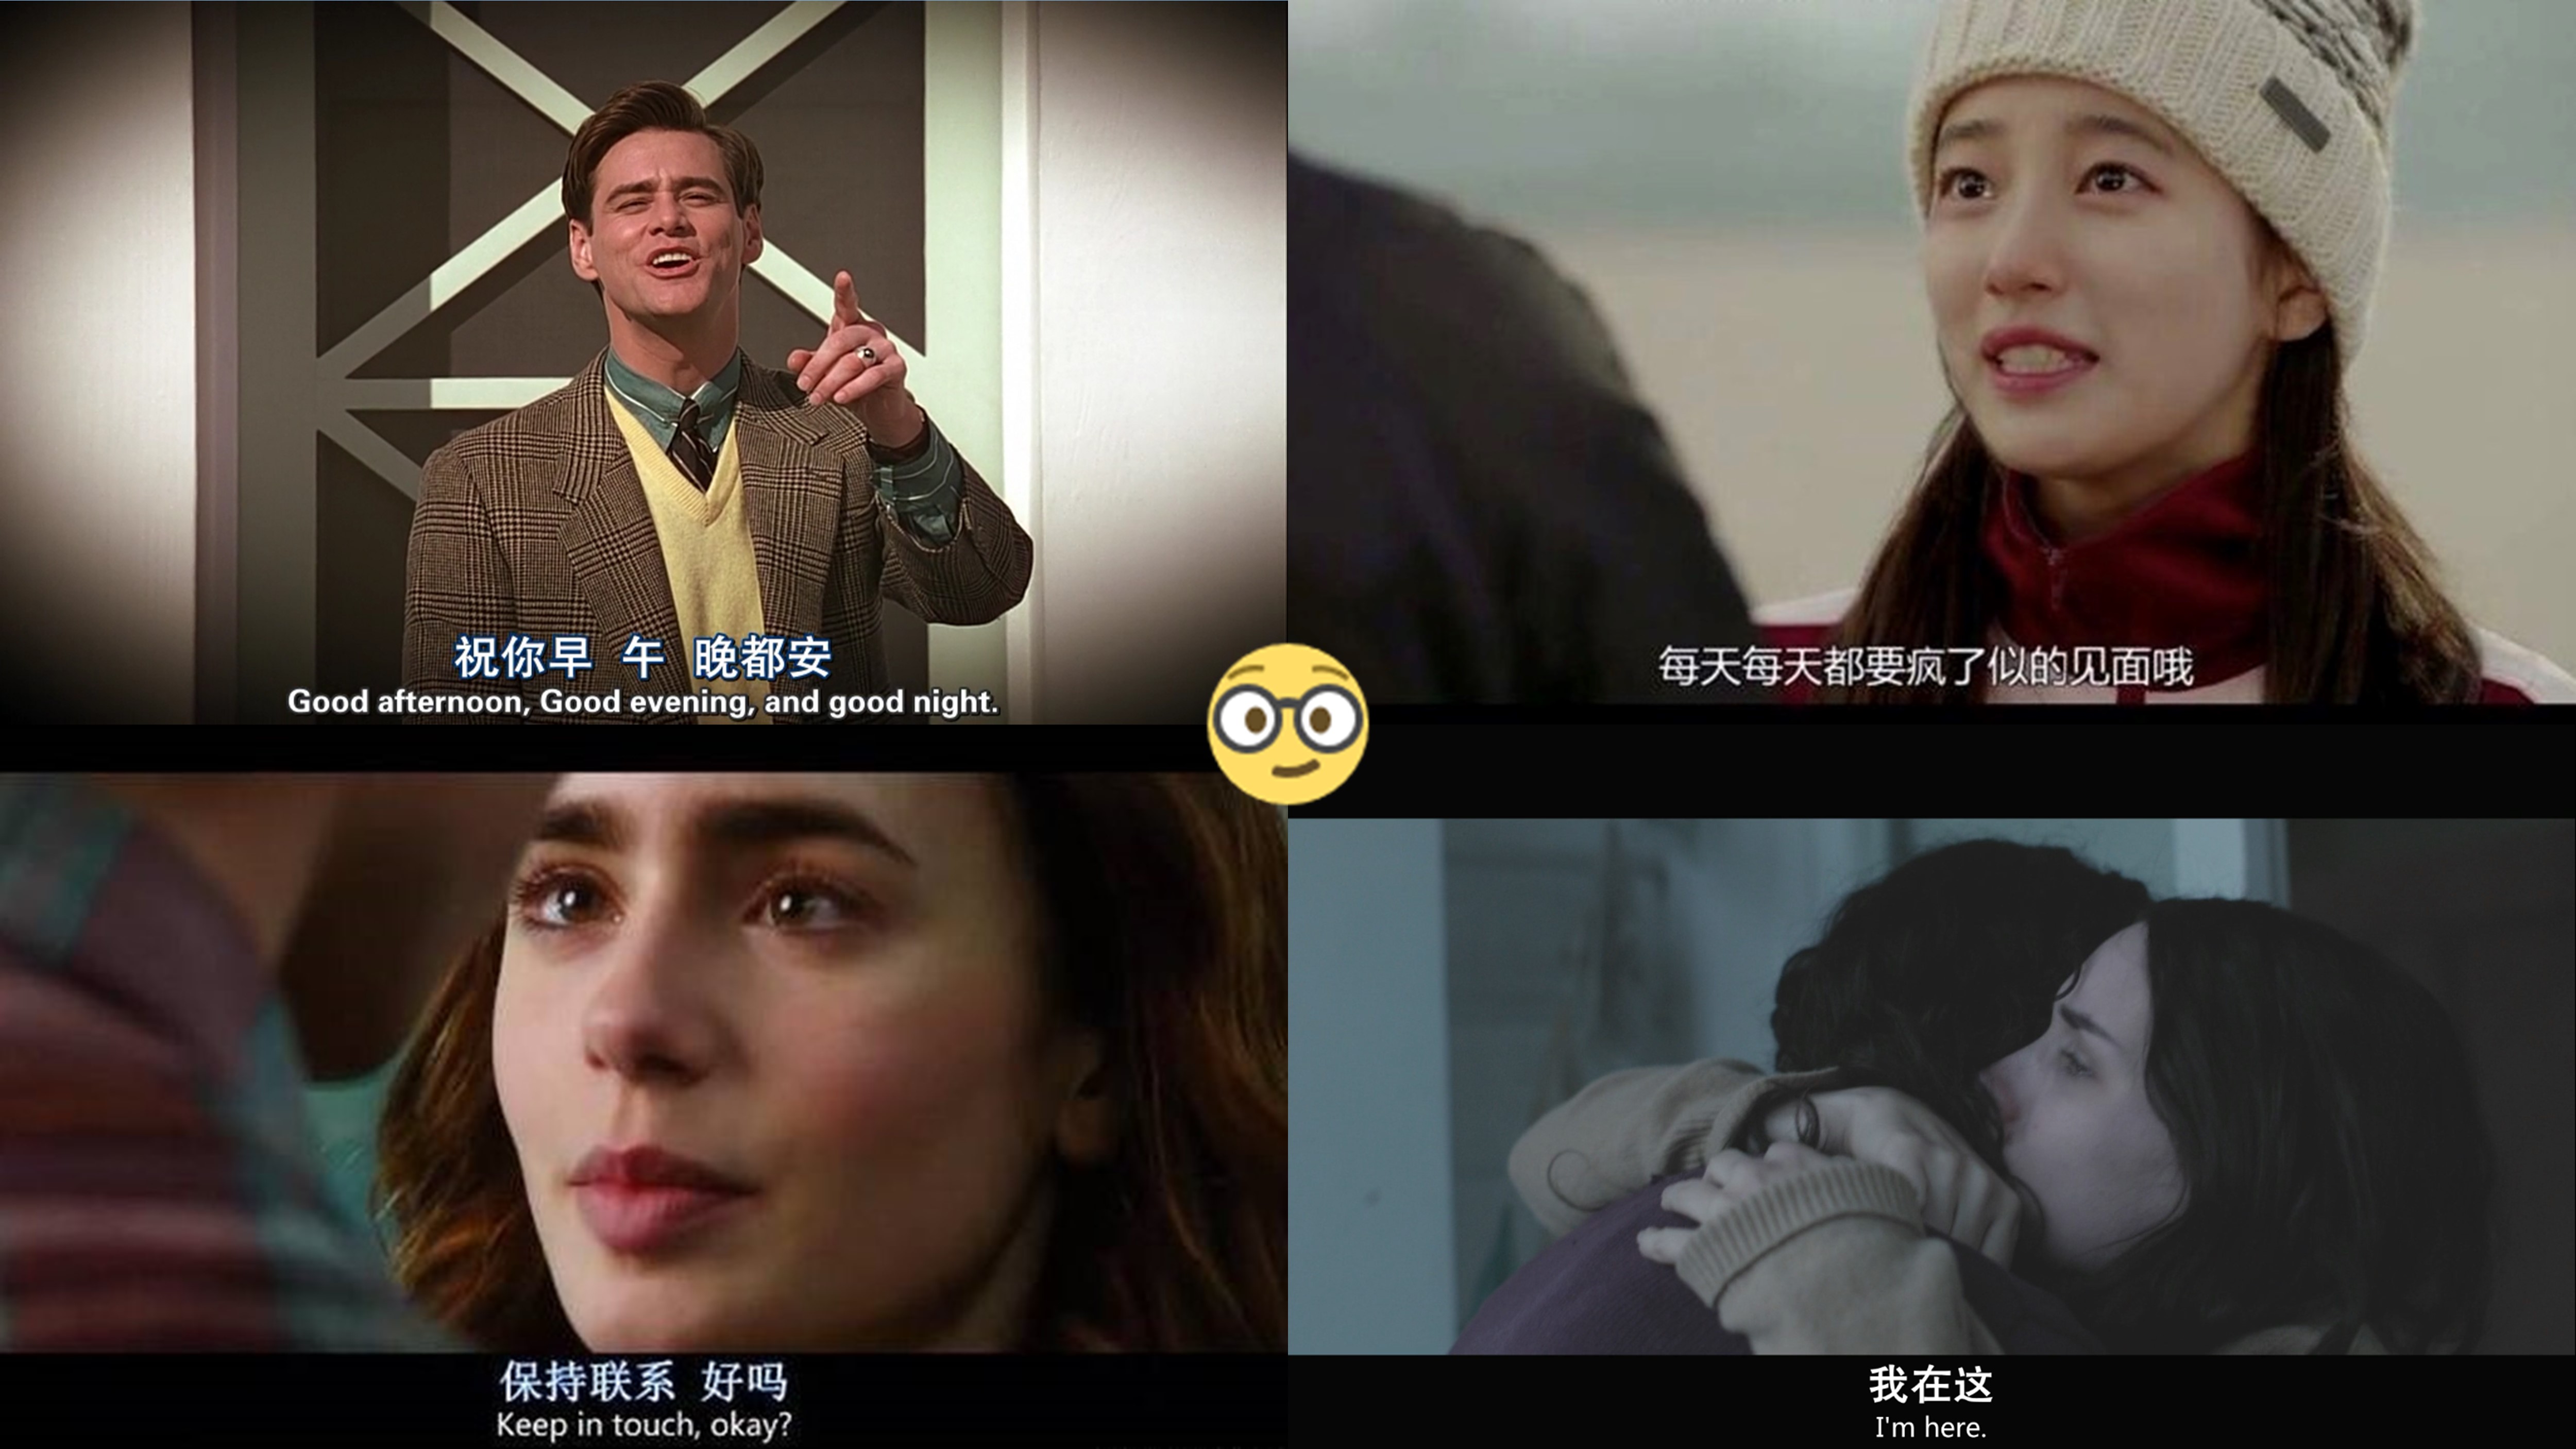 祝你早 午 晚都安
Good afternoon, Good evening, and good night.
每天每天都要疯了似的见面哦
保持联系 好吗
Keep in touch, okay?
我在这
I'm here.